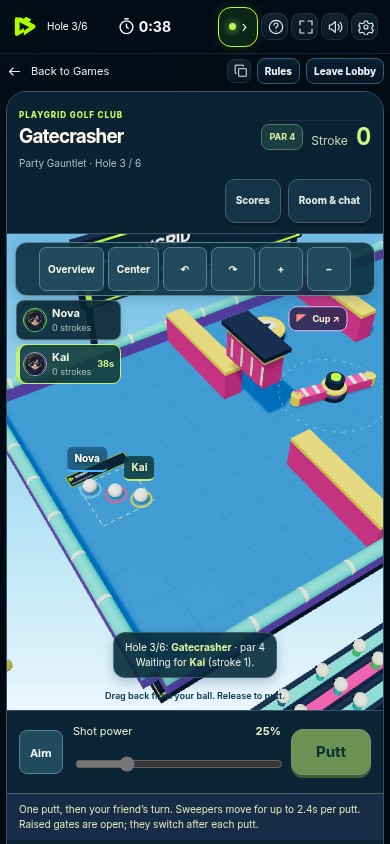 Hole 3/6
0:38
Back to Games
Rules
Leave Lobby
PLAYGRID GOLF CLUB
Gatecrasher
PAR 4
Stroke 0
Party Gauntlet · Hole 3 / 6
Scores
Room & chat
Overview
Center
↶
↷
+
−
Nova
0 strokes
Kai
0 strokes
38s
Cup ↗
Nova
Kai
Hole 3/6: Gatecrasher · par 4
Waiting for Kai (stroke 1).
Drag back from your ball. Release to putt.
Aim
Shot power
25%
Putt
One putt, then your friend's turn. Sweepers move for up to 2.4s per putt.
Raised gates are open; they switch after each putt.